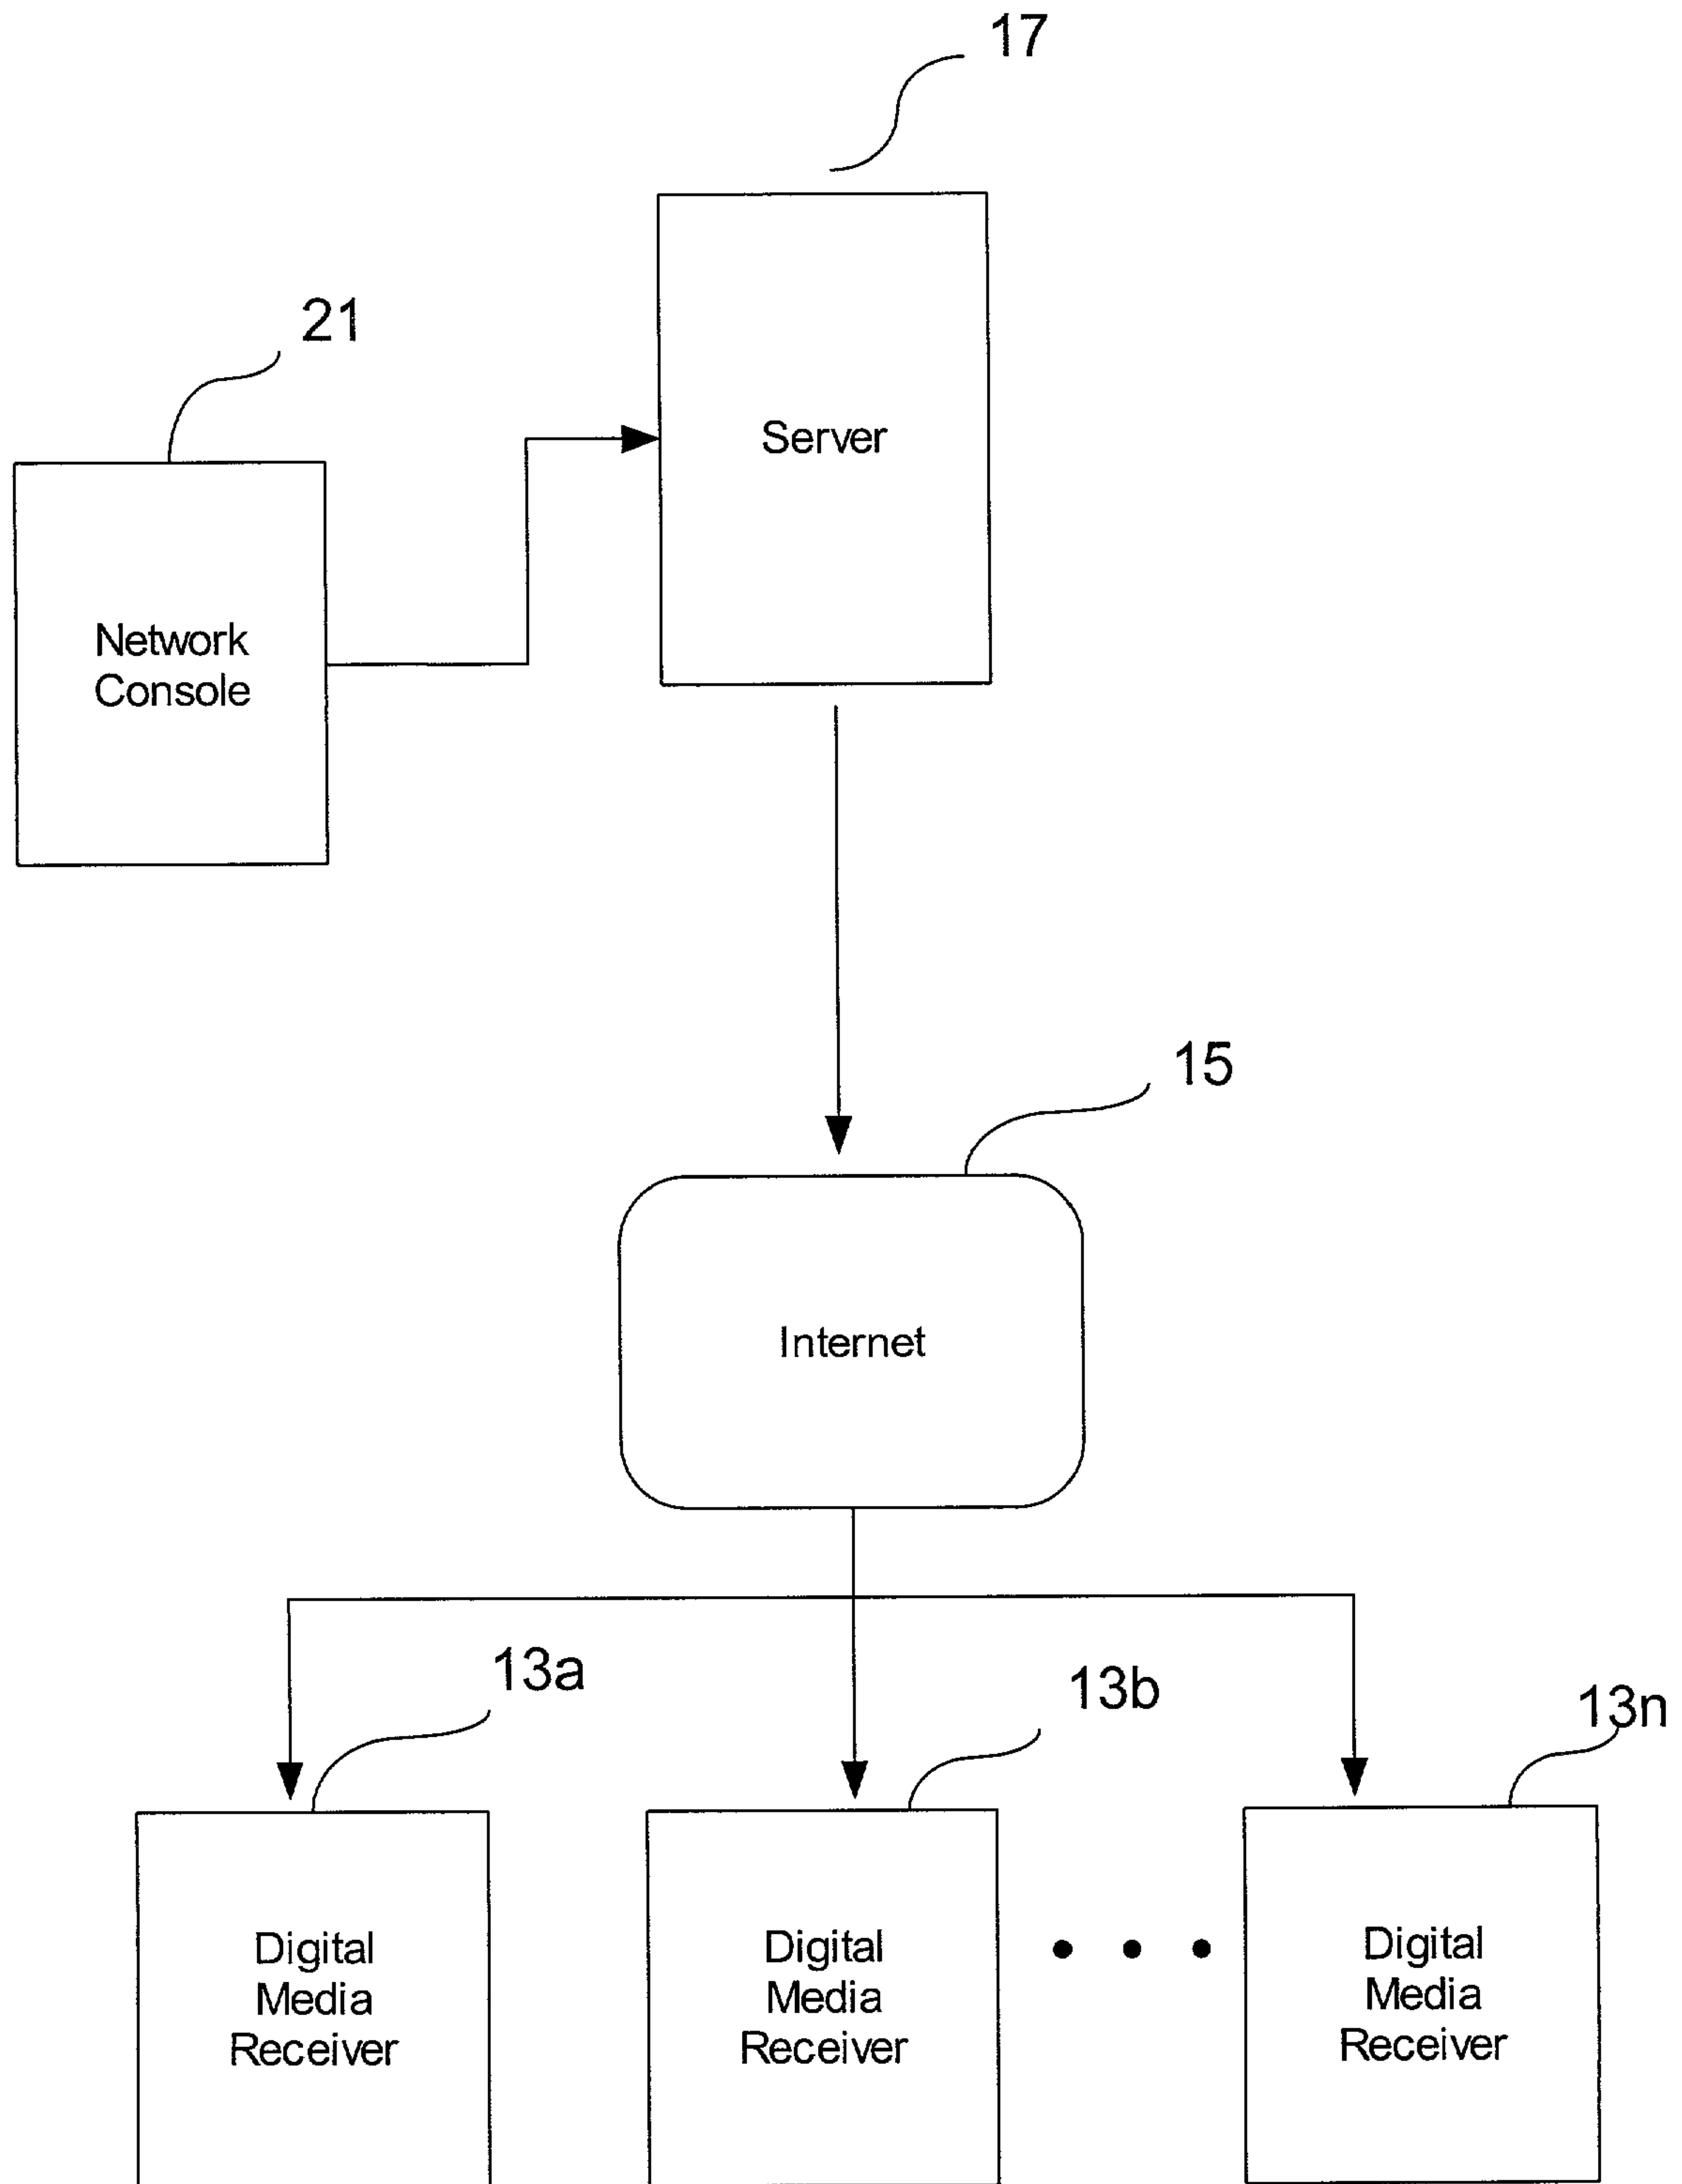 17
21
Server
Network
Console
15
Internet
13a
13b
13n
Digital
Media
Receiver
Digital
Media
Receiver
Digital
Media
Receiver